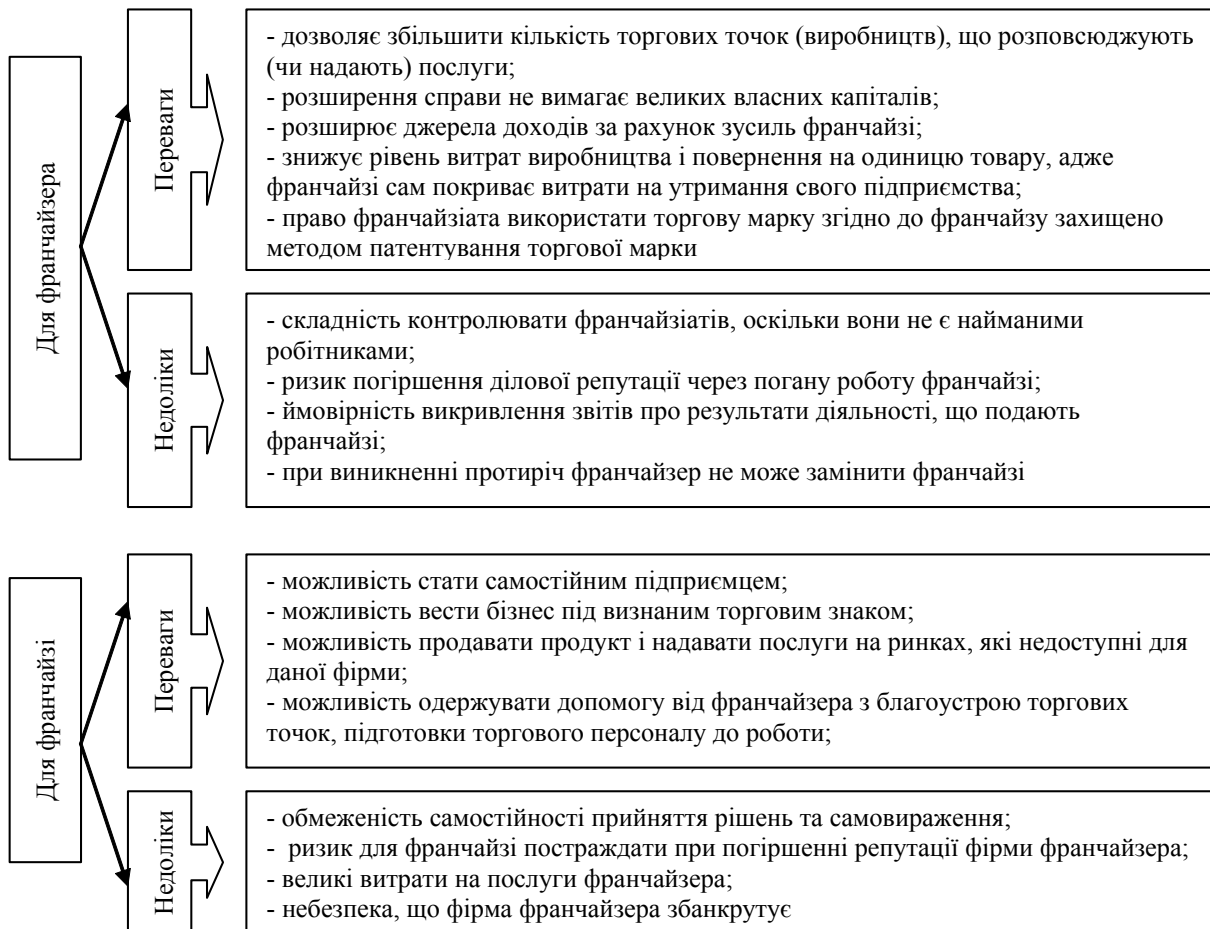 Для франчайзера
Переваги
- дозволяє збільшити кількість торгових точок (виробництв), що розповсюджують
(чи надають) послуги;
- розширення справи не вимагає великих власних капіталів;
- розширює джерела доходів за рахунок зусиль франчайзі;
- знижує рівень витрат виробництва і повернення на одиницю товару, адже
франчайзі сам покриває витрати на утримання свого підприємства;
- право франчайзіата використати торгову марку згідно до франчайзу захищено
методом патентування торгової марки
Недоліки
- складність контролювати франчайзіатів, оскільки вони не є найманими
робітниками;
- ризик погіршення ділової репутації через погану роботу франчайзі;
- ймовірність викривлення звітів про результати діяльності, що подають
франчайзі;
- при виникненні протиріч франчайзер не може замінити франчайзі
Для франчайзі
Переваги
- можливість стати самостійним підприємцем;
- можливість вести бізнес під визнаним торговим знаком;
- можливість продавати продукт і надавати послуги на ринках, які недоступні для
даної фірми;
- можливість одержувати допомогу від франчайзера з благоустрою торгових
точок, підготовки торгового персоналу до роботи;
Недоліки
- обмеженість самостійності прийняття рішень та самовираження;
- ризик для франчайзі постраждати при погіршенні репутації фірми франчайзера;
- великі витрати на послуги франчайзера;
- небезпека, що фірма франчайзера збанкрутує